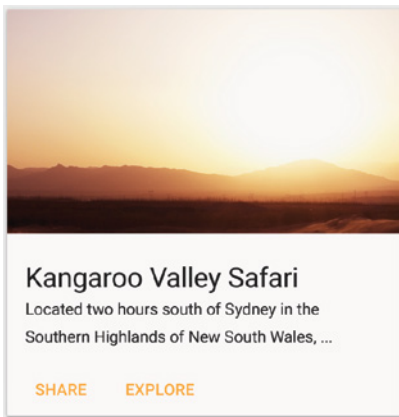 Kangaroo Valley Safari
Located two hours south of Sydney in the
Southern Highlands of New South Wales, ...
SHARE EXPLORE